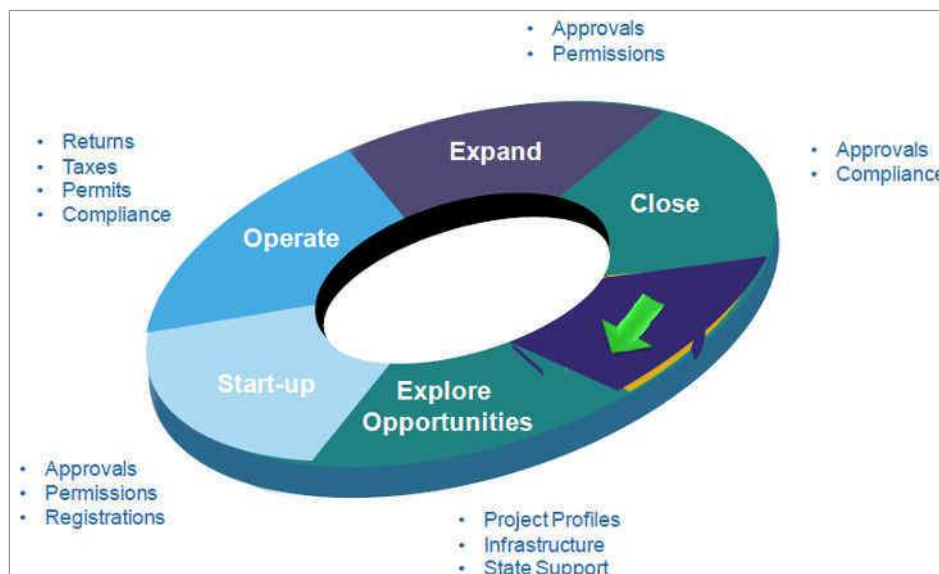 • Approvals
• Permissions
• Returns
• Taxes
• Permits
• Compliance
• Approvals
• Compliance
Expand
Close
Operate
Start-up
Explore
Opportunities
• Approvals
• Permissions
• Registrations
• Project Profiles
• Infrastructure
• State Support